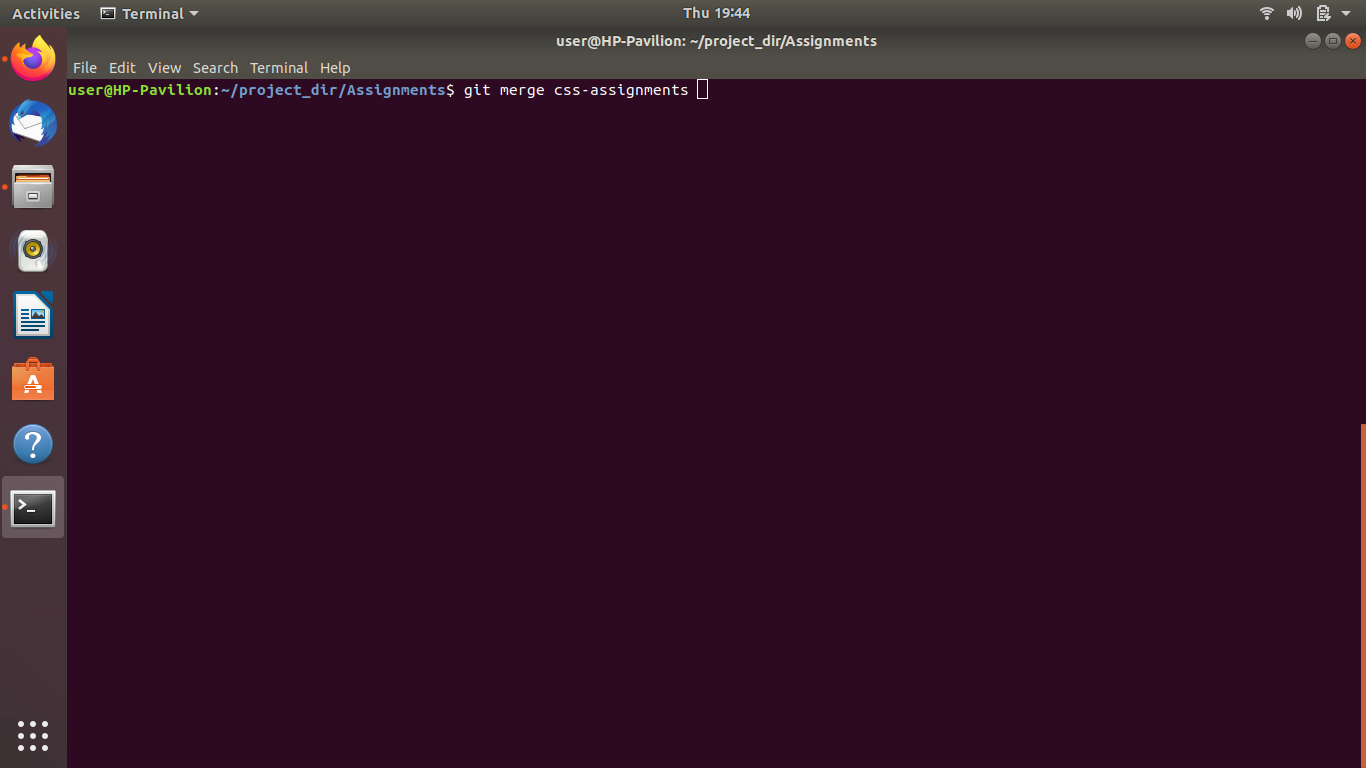 Activities Terminal Thu 19:44
user@HP-Pavilion: ~/project_dir/Assignments
File Edit View Search Terminal Help
user@HP-Pavilion:~/project_dir/Assignments$ git merge css-assignments